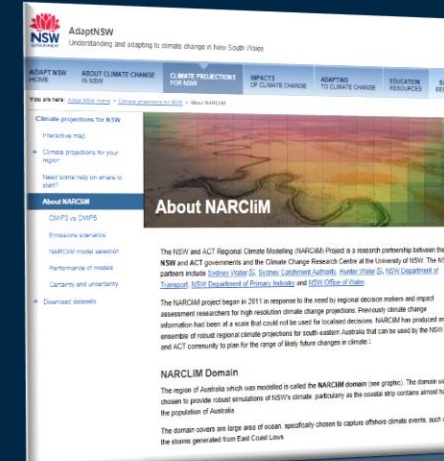 NSW
GOVERNMENT
AdaptNSW
Understanding and adapting to climate change in New South Wales
ADAPT NSW HOME
ABOUT CLIMATE CHANGE IN NSW
CLIMATE PROJECTIONS FOR NSW
IMPACTS OF CLIMATE CHANGE
ADAPTING TO CLIMATE CHANGE
EDUCATION RESOURCES
You are here: Adapt NSW home > Climate projections for NSW > About NARCliM
Climate projections for NSW
Interactive map
Climate projections for your
region
Need some help on where to
start?
About NARCliM
CMIP3 vs CMIP5
Emissions scenarios
NARCliM model selection
Performance of models
Certainty and uncertainty
Download datasets
About NARCliM
The NSW and ACT Regional Climate Modelling (NARCliM) Project is a research partnership between the
NSW and ACT governments and the Climate Change Research Centre at the University of NSW. The NS
partners include Sydney Water, Sydney Catchment Authority, Hunter Water, NSW Department of
Transport, NSW Department of Primary Industry and NSW Office of Water.
The NARCliM project began in 2011 in response to the need by regional decision makers and impact
assessment researchers for high resolution climate change projections. Previously climate change
information had been at a scale that could not be used for localised decisions. NARCliM has produced an
ensemble of robust regional climate projections for south-eastern Australia that can be used by the NSW
and ACT community to plan for the range of likely future changes in climate.
NARCLIM Domain
The region of Australia which was modelled is called the NARCliM domain (see graphic). The domain wa
chosen to provide robust simulations of NSW's climate, particularly as the coastal strip contains almost ha
the population of Australia.
The domain covers are large area of ocean, specifically chosen to capture offshore climate events, such a
the storms generated from East Coast Lows.